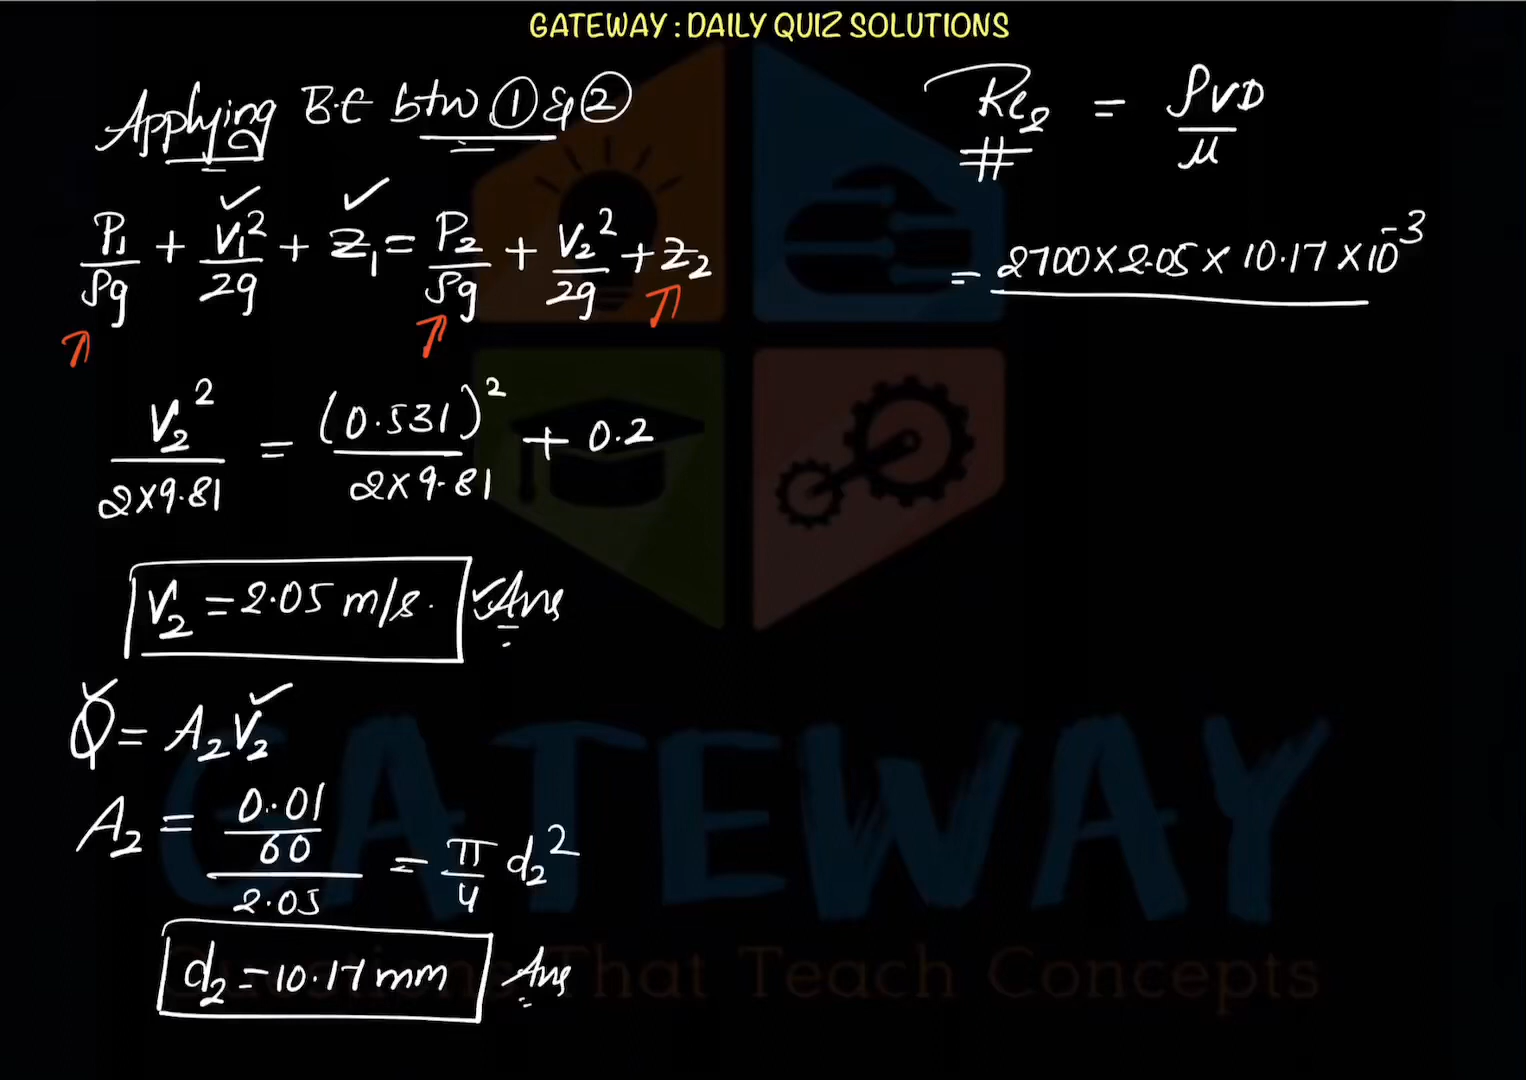 GATEWAY : DAILY QUIZ SOLUTIONS
Applying B.E btw ① & ②
P₁/ρg + V₁²/2g + Z₁ = P₂/ρg + V₂²/2g + Z₂
V₂²/2×9.81 = (0.531)²/2×9.81 + 0.2
V₂ = 2.05 m/s. Ans
Q = A₂V₂
A₂ = 0.01/60/2.05 = π/4 d₂²
d₂ = 10.17 mm Ans
Re₂ = ρVD/μ
= 2700×2.05×10.17×10⁻³
GATEWAY
Questions That Teach Concepts